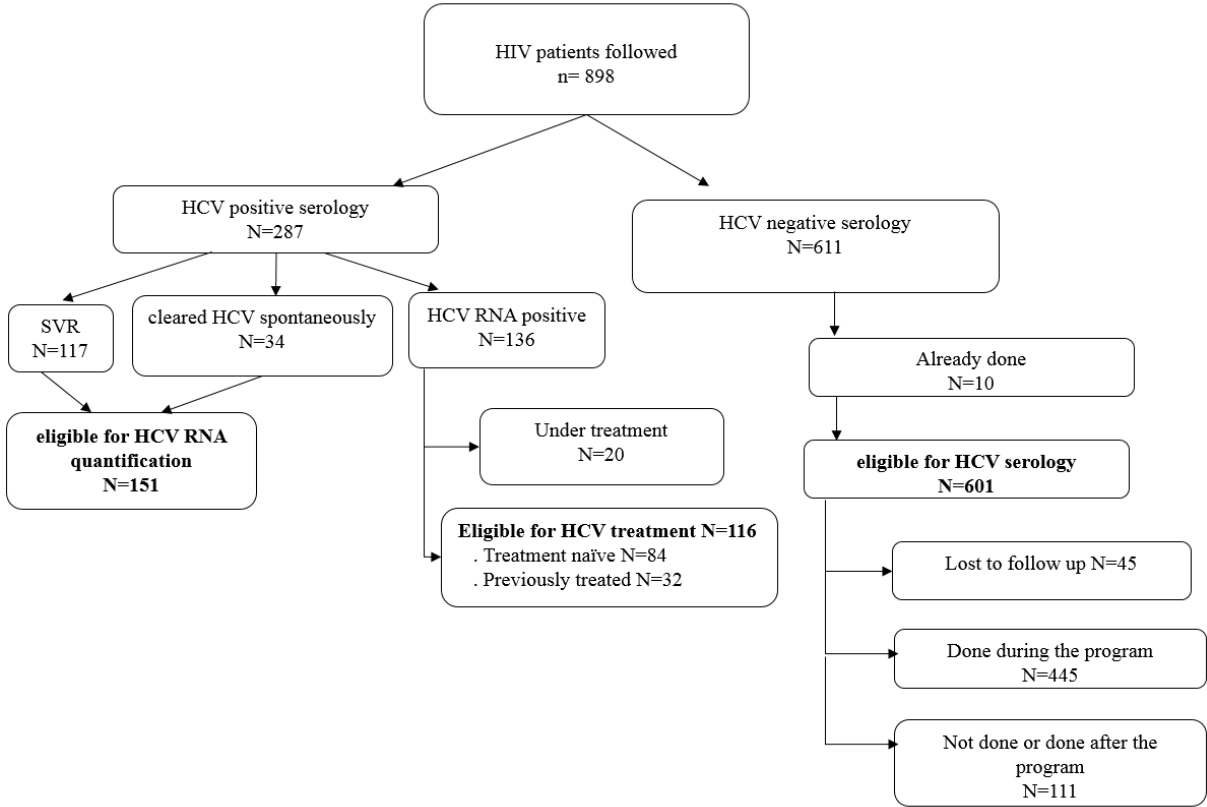 HIV patients followed
n= 898
HCV positive serology
N=287
HCV negative serology
N=611
SVR
N=117
cleared HCV spontaneously
N=34
HCV RNA positive
N=136
Already done
N=10
eligible for HCV RNA
quantification
N=151
Under treatment
N=20
eligible for HCV serology
N=601
Eligible for HCV treatment N=116
. Treatment naïve N=84
. Previously treated N=32
Lost to follow up N=45
Done during the program
N=445
Not done or done after the
program
N=111